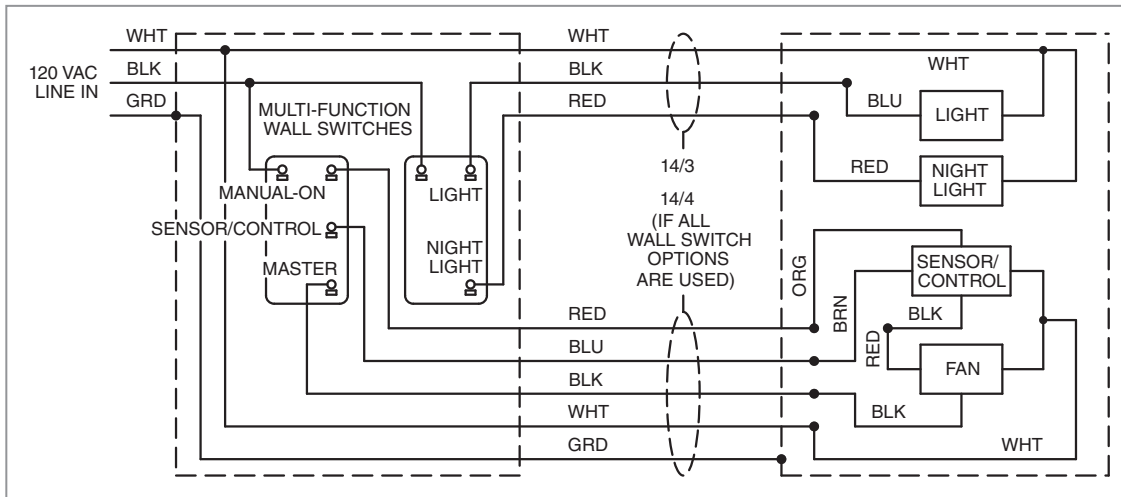 WHT
120 VAC
LINE IN
BLK
GRD
MULTI-FUNCTION
WALL SWITCHES
MANUAL-ON
SENSOR/CONTROL
MASTER
LIGHT
NIGHT
LIGHT
WHT
BLK
RED
14/3
14/4
(IF ALL
WALL SWITCH
OPTIONS
ARE USED)
RED
BLU
BLK
WHT
GRD
WHT
BLU
LIGHT
RED
NIGHT
LIGHT
ORG
BRN
SENSOR/
CONTROL
BLK
RED
FAN
BLK
WHT